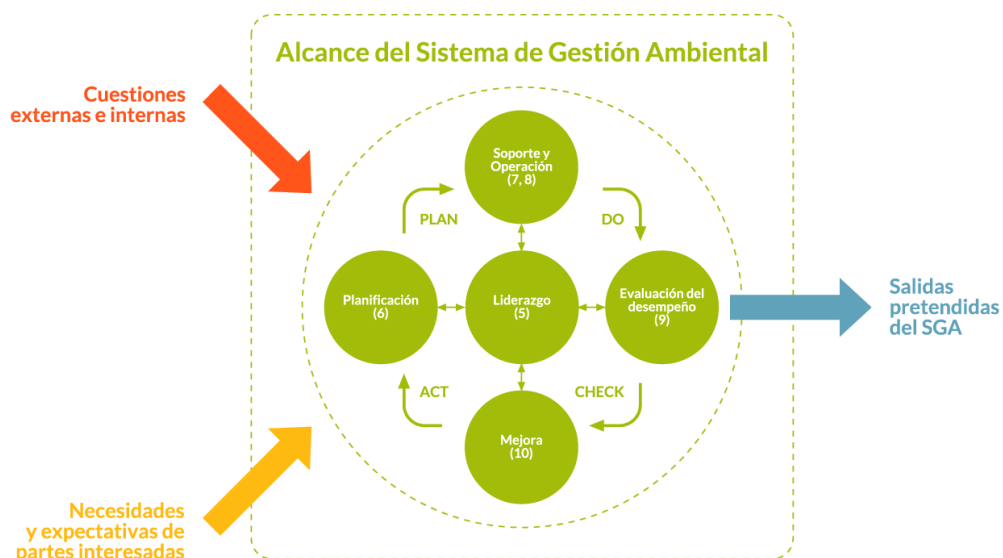 Alcance del Sistema de Gestión Ambiental
Cuestiones
externas e internas
Soporte y
Operación
(7, 8)
PLAN
DO
Planificación
(6)
Liderazgo
(5)
Evaluación del
desempeño
(9)
Salidas
pretendidas
del SGA
ACT
CHECK
Mejora
(10)
Necesidades
y expectativas de
partes interesadas